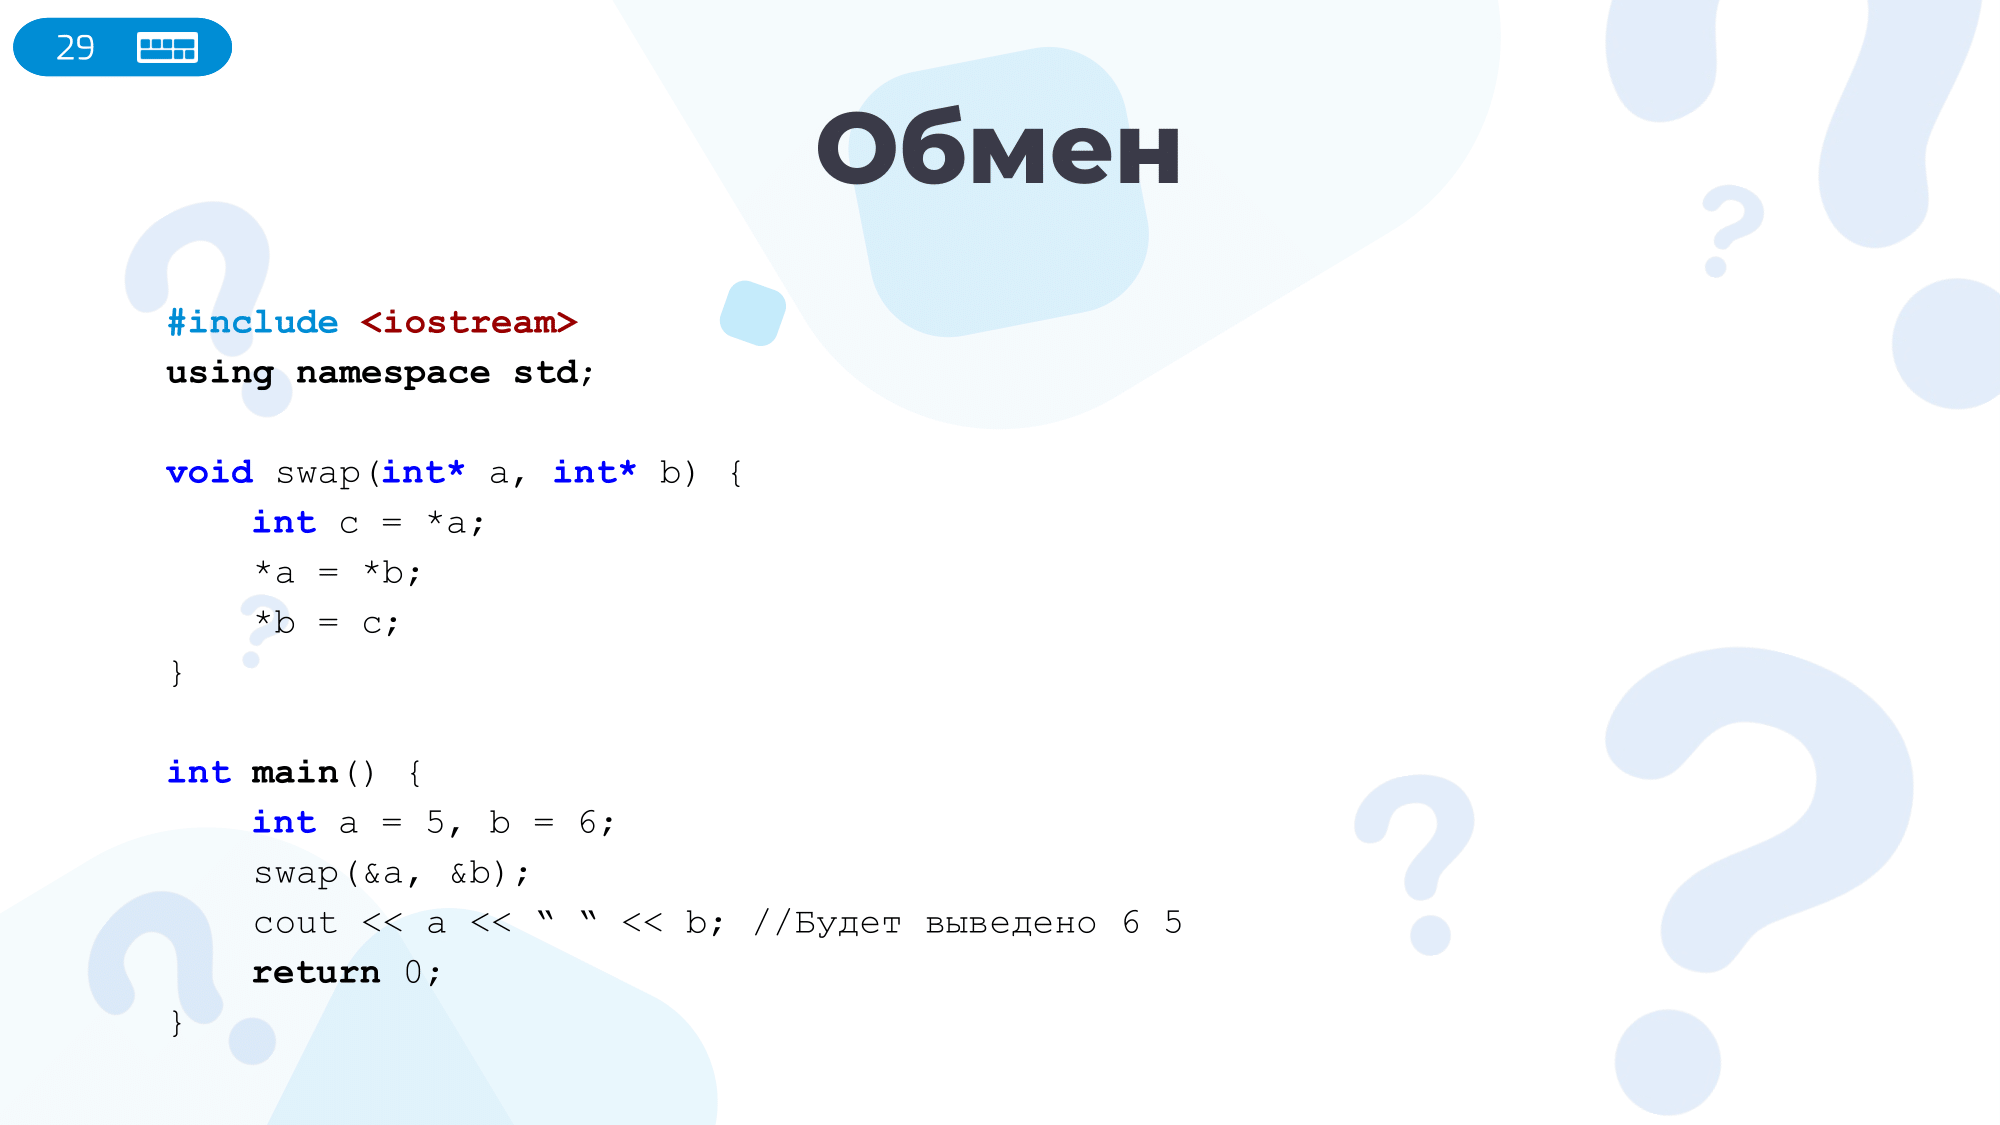 29
Обмен
#include <iostream>
using namespace std;
void swap(int* a, int* b) {
    int c = *a;
    *a = *b;
    *b = c;
}
int main() {
    int a = 5, b = 6;
    swap(&a, &b);
    cout << a << “ “ << b; //Будет выведено 6 5
    return 0;
}